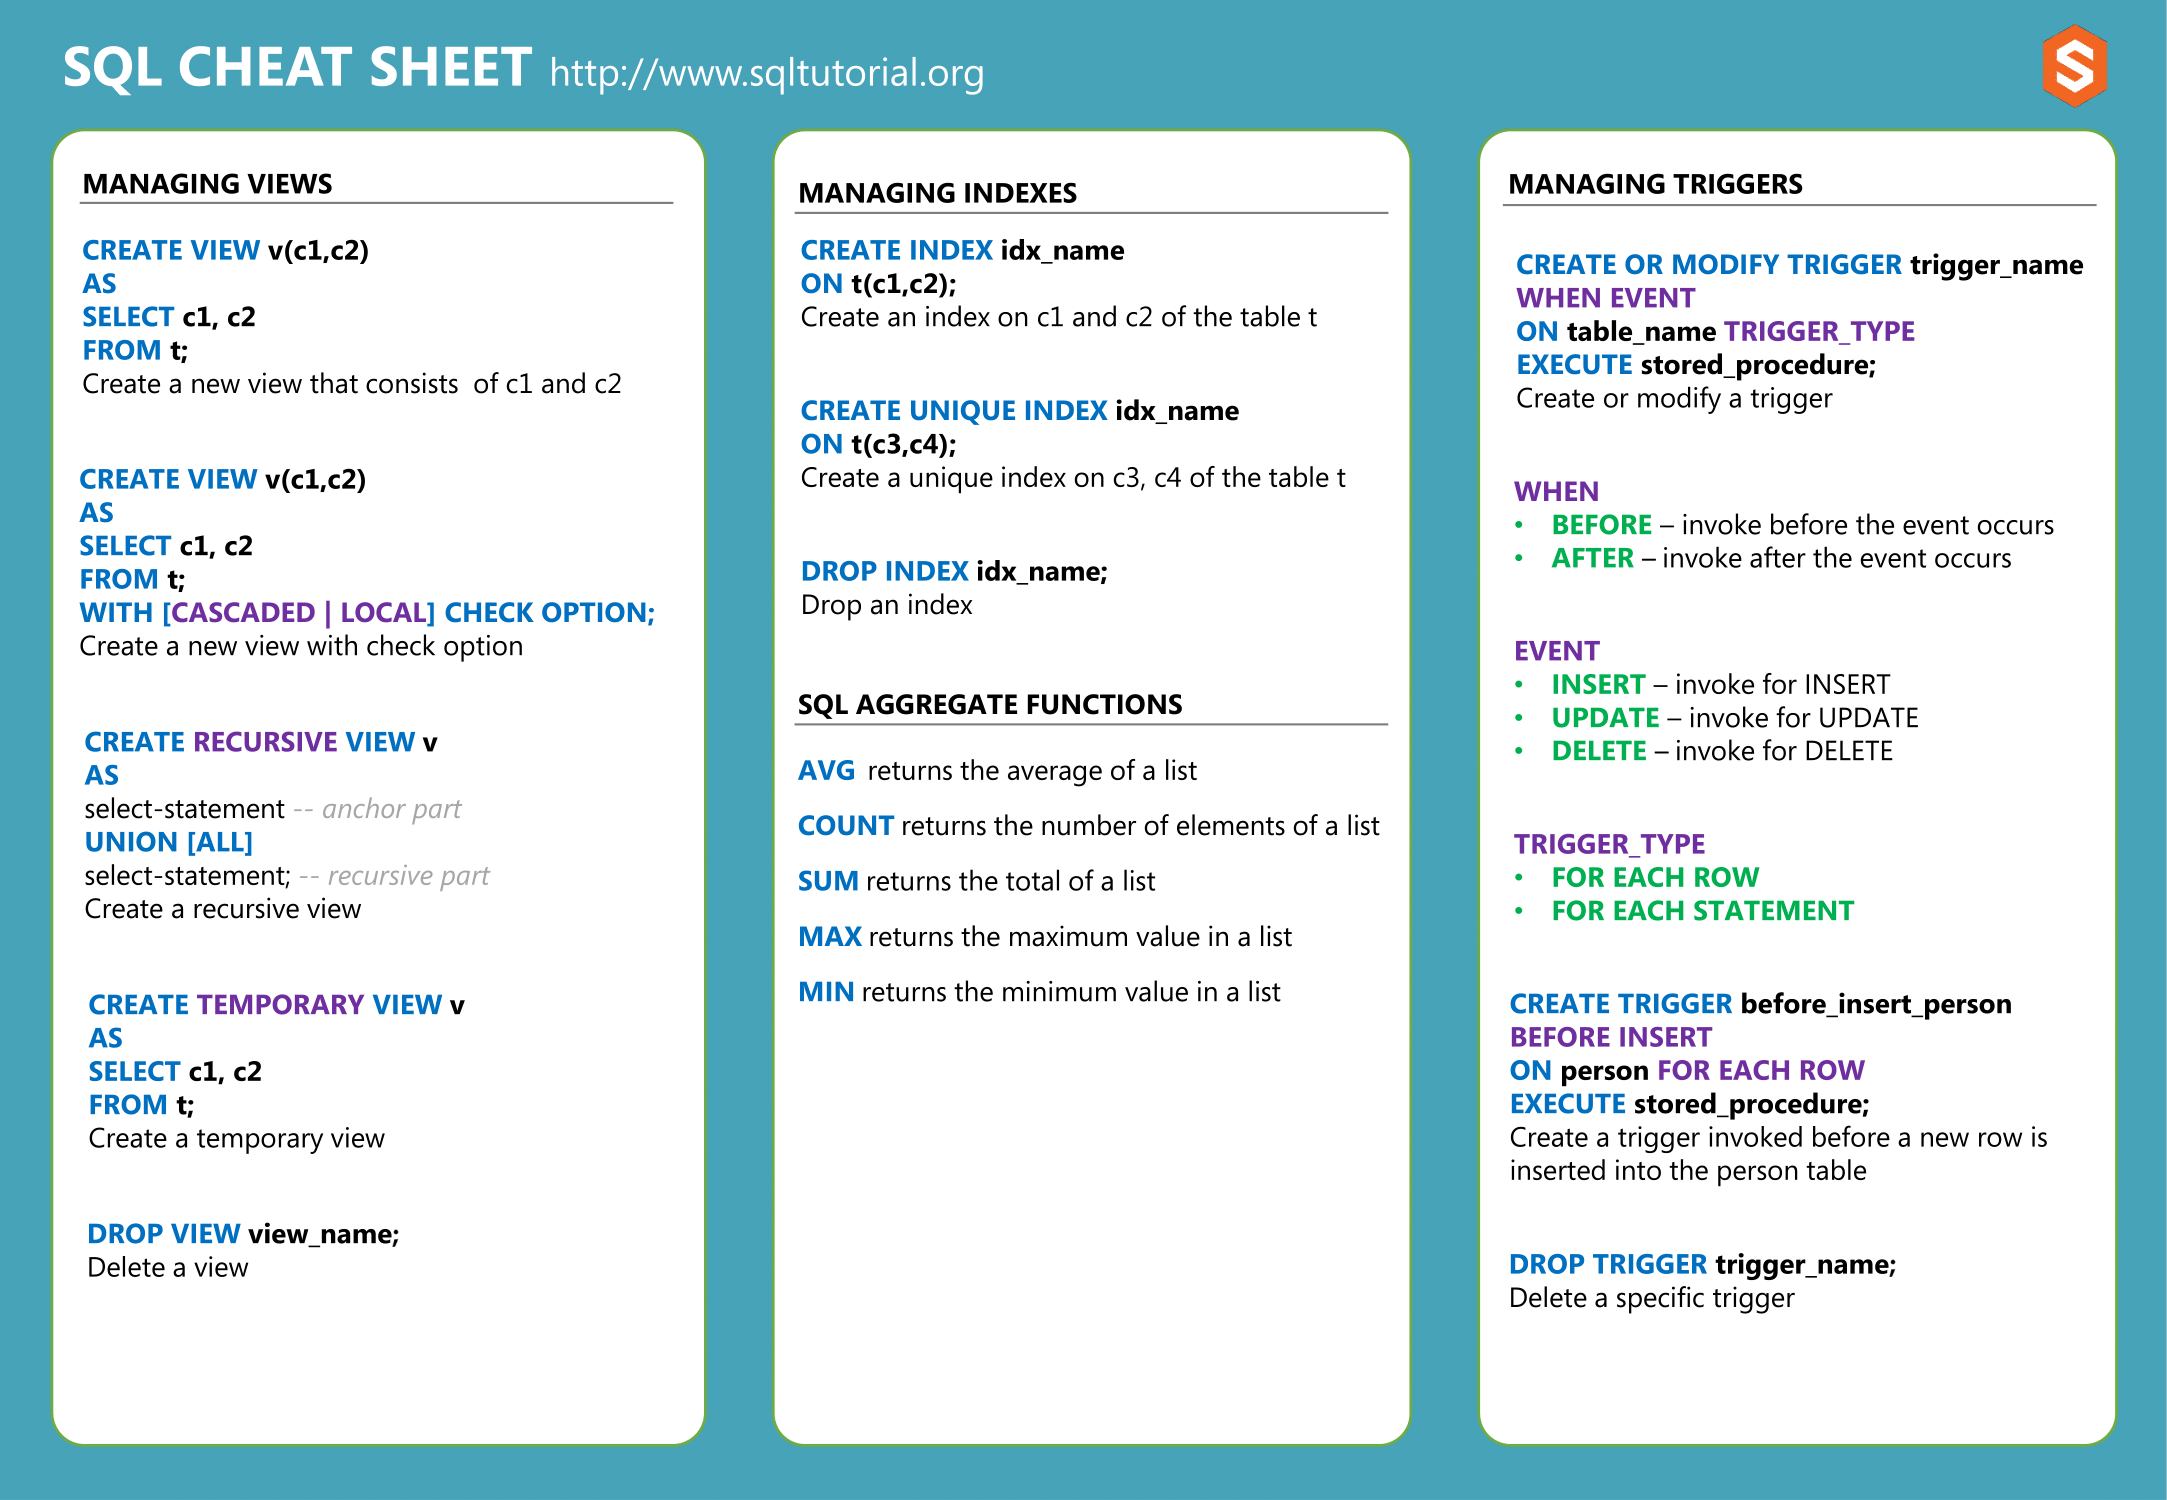 SQL CHEAT SHEET http://www.sqltutorial.org
S
MANAGING VIEWS
CREATE VIEW v(c1,c2)
AS
SELECT c1, c2
FROM t;
Create a new view that consists  of c1 and c2
CREATE VIEW v(c1,c2)
AS
SELECT c1, c2
FROM t;
WITH [CASCADED | LOCAL] CHECK OPTION;
Create a new view with check option
CREATE RECURSIVE VIEW v
AS
select-statement -- anchor part
UNION [ALL]
select-statement; -- recursive part
Create a recursive view
CREATE TEMPORARY VIEW v
AS
SELECT c1, c2
FROM t;
Create a temporary view
DROP VIEW view_name;
Delete a view
MANAGING INDEXES
CREATE INDEX idx_name
ON t(c1,c2);
Create an index on c1 and c2 of the table t
CREATE UNIQUE INDEX idx_name
ON t(c3,c4);
Create a unique index on c3, c4 of the table t
DROP INDEX idx_name;
Drop an index
SQL AGGREGATE FUNCTIONS
AVG  returns the average of a list
COUNT returns the number of elements of a list
SUM returns the total of a list
MAX returns the maximum value in a list
MIN returns the minimum value in a list
MANAGING TRIGGERS
CREATE OR MODIFY TRIGGER trigger_name
WHEN EVENT
ON table_name TRIGGER_TYPE
EXECUTE stored_procedure;
Create or modify a trigger
WHEN
• BEFORE – invoke before the event occurs
• AFTER – invoke after the event occurs
EVENT
• INSERT – invoke for INSERT
• UPDATE – invoke for UPDATE
• DELETE – invoke for DELETE
TRIGGER_TYPE
• FOR EACH ROW
• FOR EACH STATEMENT
CREATE TRIGGER before_insert_person
BEFORE INSERT
ON person FOR EACH ROW
EXECUTE stored_procedure;
Create a trigger invoked before a new row is
inserted into the person table
DROP TRIGGER trigger_name;
Delete a specific trigger